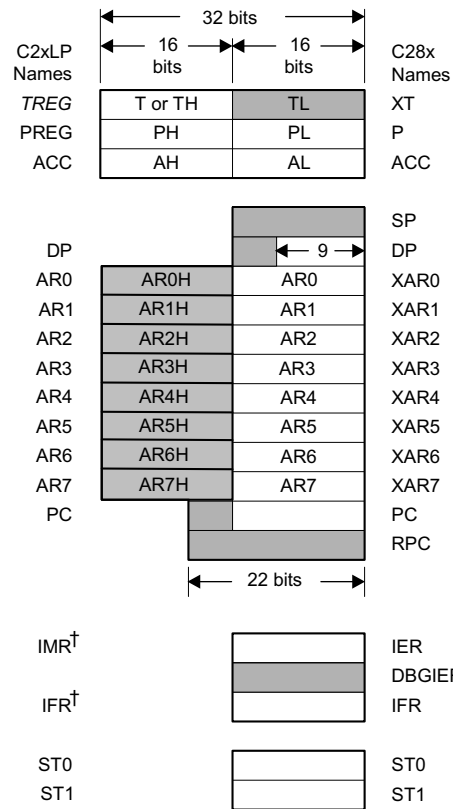 32 bits
C2xLP Names 16 bits 16 bits C28x Names
TREG T or TH TL XT
PREG PH PL P
ACC AH AL ACC
SP
DP 9 DP
AR0 AR0H AR0 XAR0
AR1 AR1H AR1 XAR1
AR2 AR2H AR2 XAR2
AR3 AR3H AR3 XAR3
AR4 AR4H AR4 XAR4
AR5 AR5H AR5 XAR5
AR6 AR6H AR6 XAR6
AR7 AR7H AR7 XAR7
PC PC
RPC
22 bits
IMR† IER
DBGIER
IFR† IFR
ST0 ST0
ST1 ST1